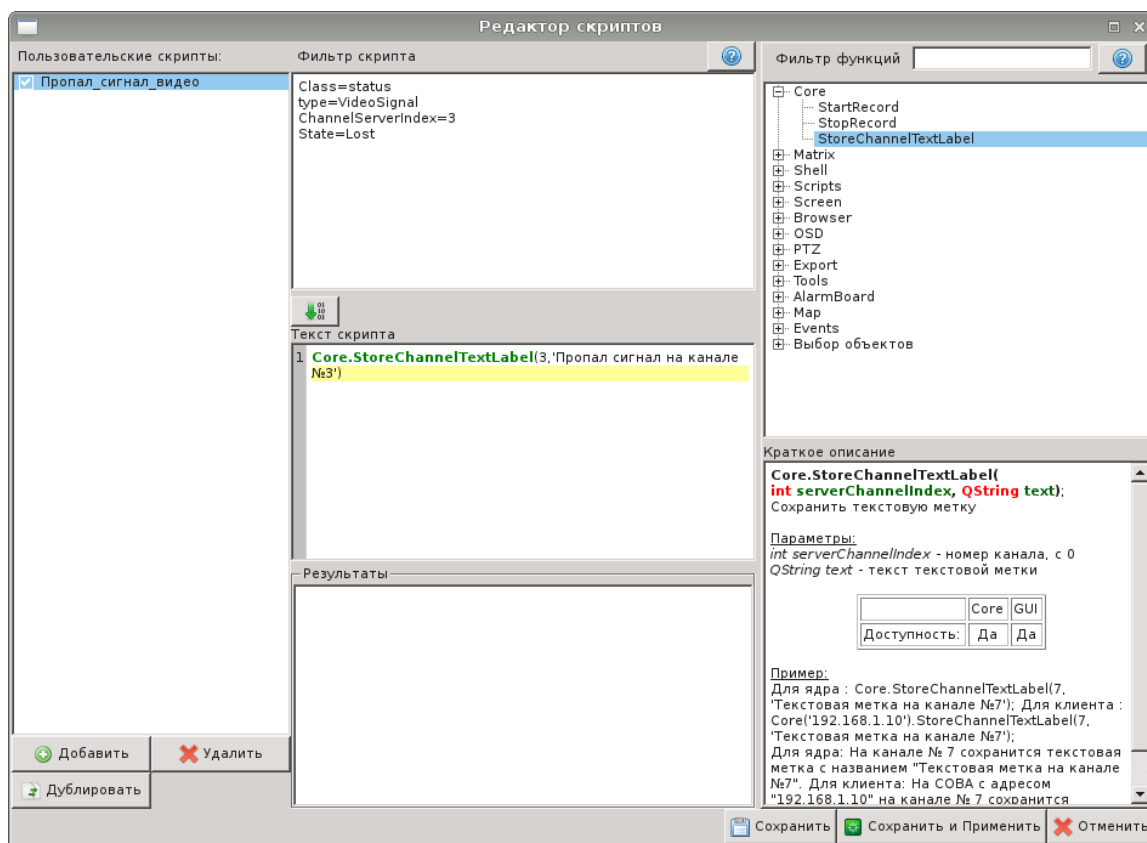 Редактор скриптов
Пользовательские скрипты:
Пропал_сигнал_видео
Добавить
Удалить
Дублировать
Фильтр скрипта
Class=status
type=VideoSignal
ChannelServerIndex=3
State=Lost
01
10
01
Текст скрипта
1 Core.StoreChannelTextLabel(3,'Пропал сигнал на канале
№3')
Результаты
Фильтр функций
Core
StartRecord
StopRecord
StoreChannelTextLabel
Matrix
Shell
Scripts
Screen
Browser
OSD
PTZ
Export
Tools
AlarmBoard
Map
Events
Выбор объектов
Краткое описание
Core.StoreChannelTextLabel(
int serverChannelIndex, QString text);
Сохранить текстовую метку
Параметры:
int serverChannelIndex - номер канала, с 0
QString text - текст текстовой метки
Core GUI
Доступность: Да Да
Пример:
Для ядра : Core.StoreChannelTextLabel(7,
'Текстовая метка на канале №7'); Для клиента :
Core('192.168.1.10').StoreChannelTextLabel(7,
'Текстовая метка на канале №7');
Для ядра: На канале № 7 сохранится текстовая
метка с названием "Текстовая метка на канале
№7". Для клиента: На СОВА с адресом
"192.168.1.10" на канале № 7 сохранится
Сохранить
Сохранить и Применить
Отменить